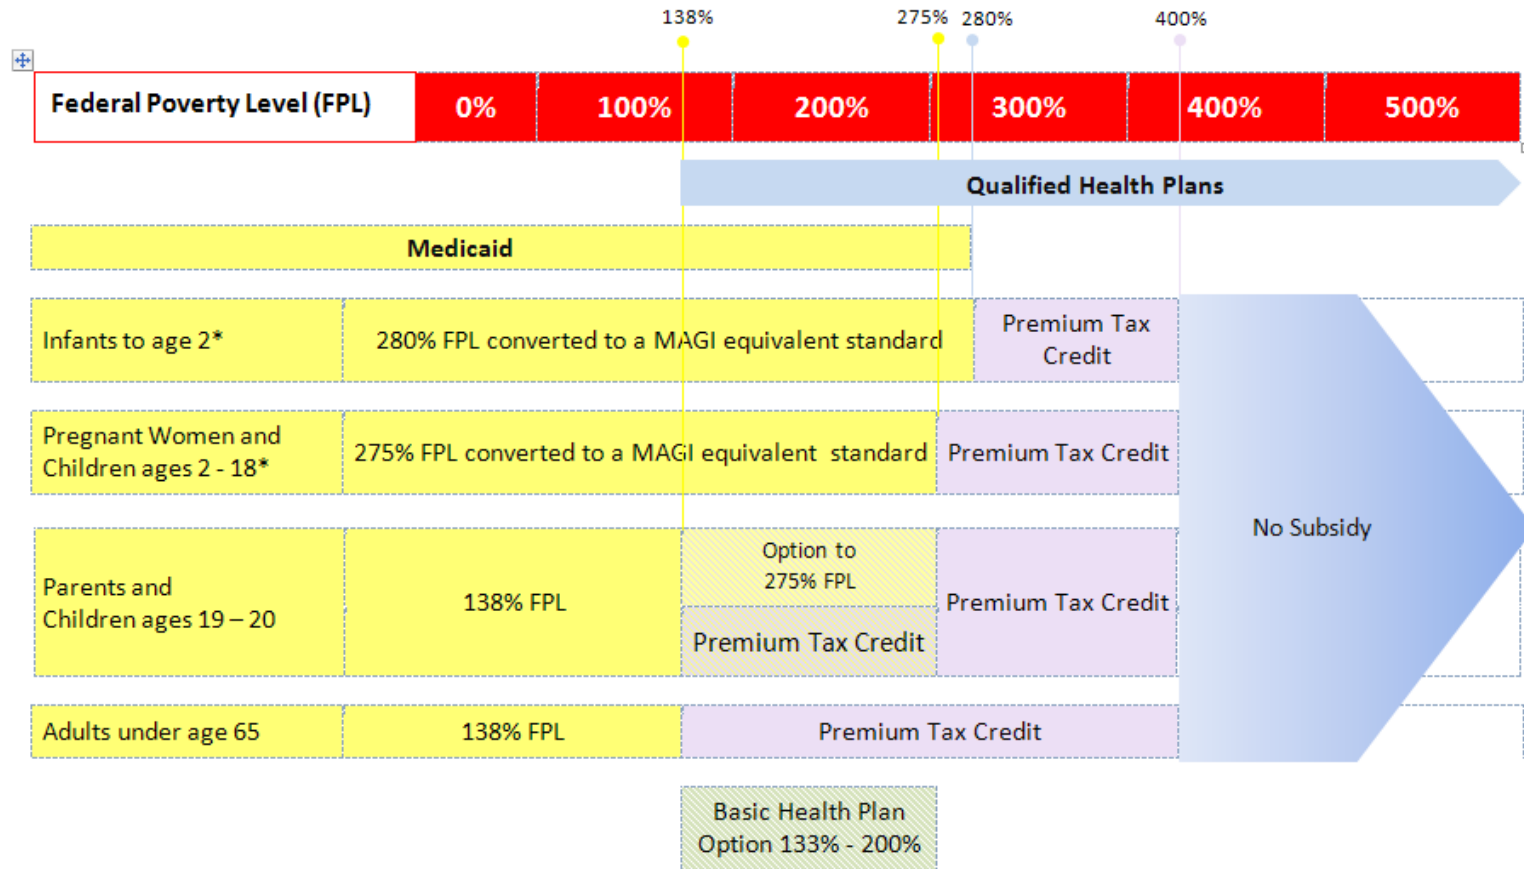 138%
275%
280%
400%
Federal Poverty Level (FPL)
0%
100%
200%
300%
400%
500%
Qualified Health Plans
Medicaid
Infants to age 2*
280% FPL converted to a MAGI equivalent standard
Premium Tax
Credit
Pregnant Women and
Children ages 2 - 18*
275% FPL converted to a MAGI equivalent  standard
Premium Tax Credit
No Subsidy
Parents and
Children ages 19 – 20
138% FPL
Option to
275% FPL
Premium Tax Credit
Premium Tax Credit
Adults under age 65
138% FPL
Premium Tax Credit
Basic Health Plan
Option 133% - 200%